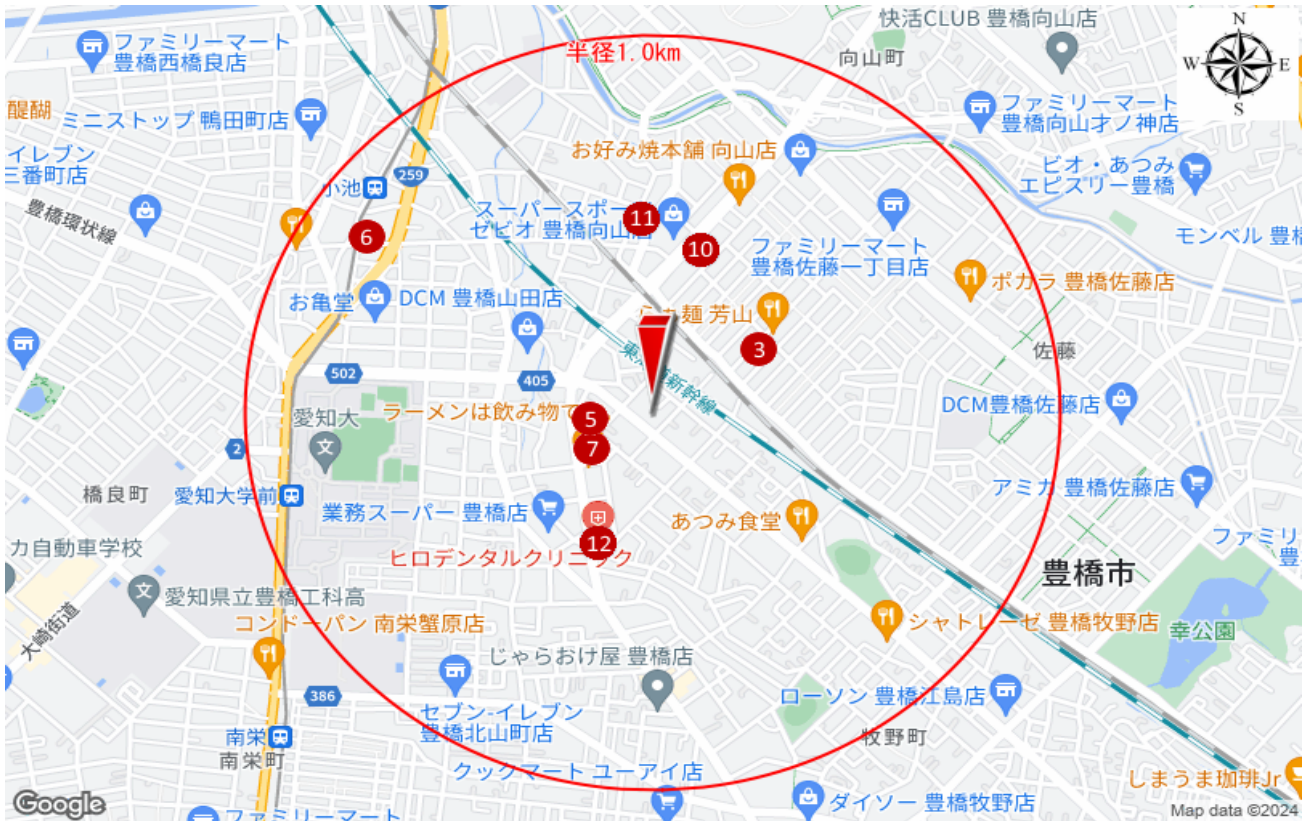 快活CLUB 豊橋向山店
N
W
E
S
ファミリーマート
豊橋西橋良店
半径1.0km
向山町
醍醐
ミニストップ 鴨田町店
ファミリーマート
豊橋向山才ノ神店
イレブン
三番町店
お好み焼本舗 向山店
ビオ・あつみ
エピスリー豊橋
小池
259
豊橋環状線
スーパースポー
ゼビオ 豊橋向山店
11
10
6
ファミリーマート
豊橋佐藤一丁目店
モンベル 豊橋
ポカラ 豊橋佐藤店
お亀堂
DCM 豊橋山田店
麺 芳山
3
佐藤
新幹線
502
405
DCM豊橋佐藤店
愛知大
ラーメンは飲み物で
5
7
2
橋良町
愛知大学前
業務スーパー 豊橋店
あつみ食堂
アミカ 豊橋佐藤店
12
ヒロデンタルクリニック
カ自動車学校
ファミリ
豊
豊橋市
愛知県立豊橋工科高
大崎街道
コンドーパン 南栄蟹原店
シャトレーゼ 豊橋牧野店
幸公園
じゃらおけ屋 豊橋店
386
ローソン 豊橋江島店
セブン-イレブン
豊橋北山町店
南栄
南栄町
牧野町
クックマート ユーアイ店
しまうま珈琲Jr
ダイソー 豊橋牧野店
Google
ファミリーマート
Map data ©2024